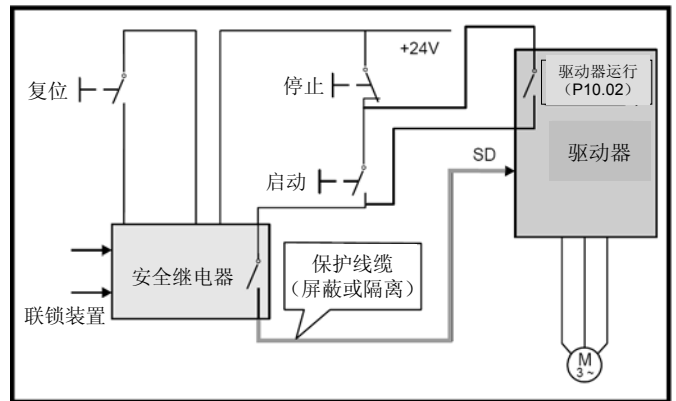 +24V
复位
停止
驱动器运行
（P10.02）
驱动器
SD
启动
安全继电器
保护线缆
（屏蔽或隔离）
联锁装置
M
3 ~